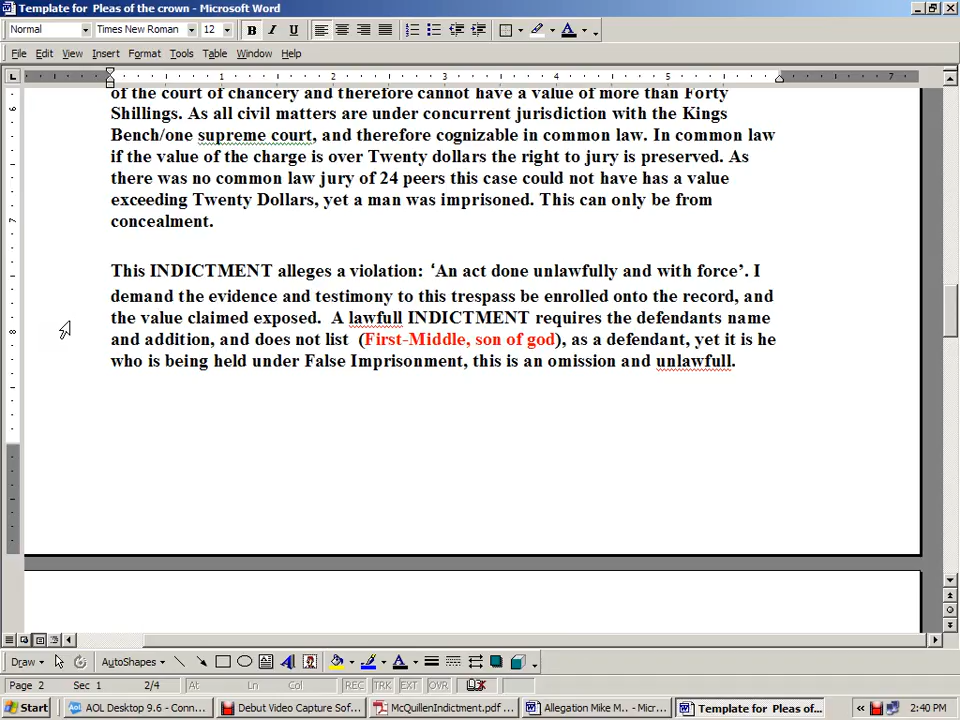 Template for Pleas of the crown - Microsoft Word
Normal Times New Roman 12 B I U
File Edit View Insert Format Tools Table Window Help
1 2 3 4 5 7
of the court of chancery and therefore cannot have a value of more than Forty
Shillings. As all civil matters are under concurrent jurisdiction with the Kings
Bench/one supreme court, and therefore cognizable in common law. In common law
if the value of the charge is over Twenty dollars the right to jury is preserved. As
there was no common law jury of 24 peers this case could not have has a value
exceeding Twenty Dollars, yet a man was imprisoned. This can only be from
concealment.
This INDICTMENT alleges a violation: ‘An act done unlawfully and with force’. I
demand the evidence and testimony to this trespass be enrolled onto the record, and
the value claimed exposed. A lawfull INDICTMENT requires the defendants name
and addition, and does not list (First-Middle, son of god), as a defendant, yet it is he
who is being held under False Imprisonment, this is an omission and unlawfull.
Draw AutoShapes
Page 2 Sec 1 2/4 At Ln Col REC TRK EXT OVR
Start AOL Desktop 9.6 - Conn... Debut Video Capture Sof... McQuillenIndictment.pdf ... Allegation Mike M.. - Micr... Template for Pleas of... « 2:40 PM